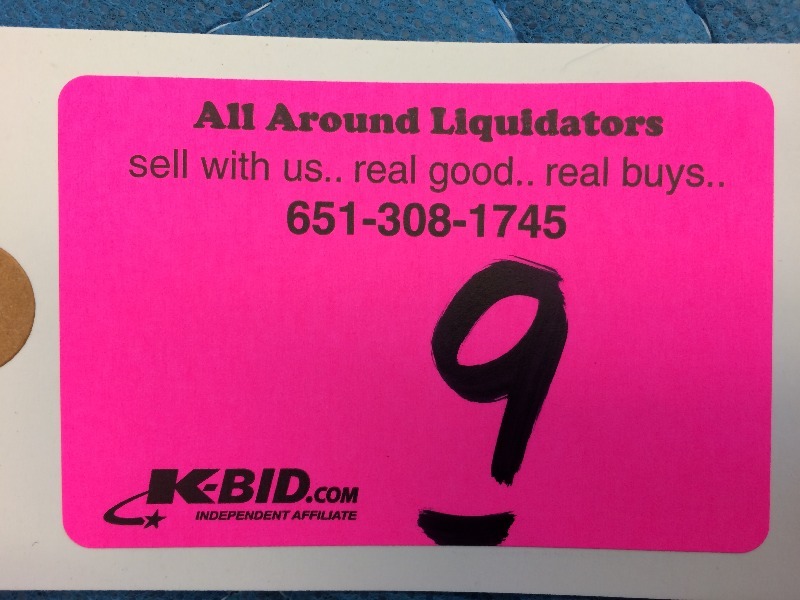 All Around Liquidators
sell with us.. real good.. real buys..
651-308-1745
9
K-BID.COM
INDEPENDENT AFFILIATE